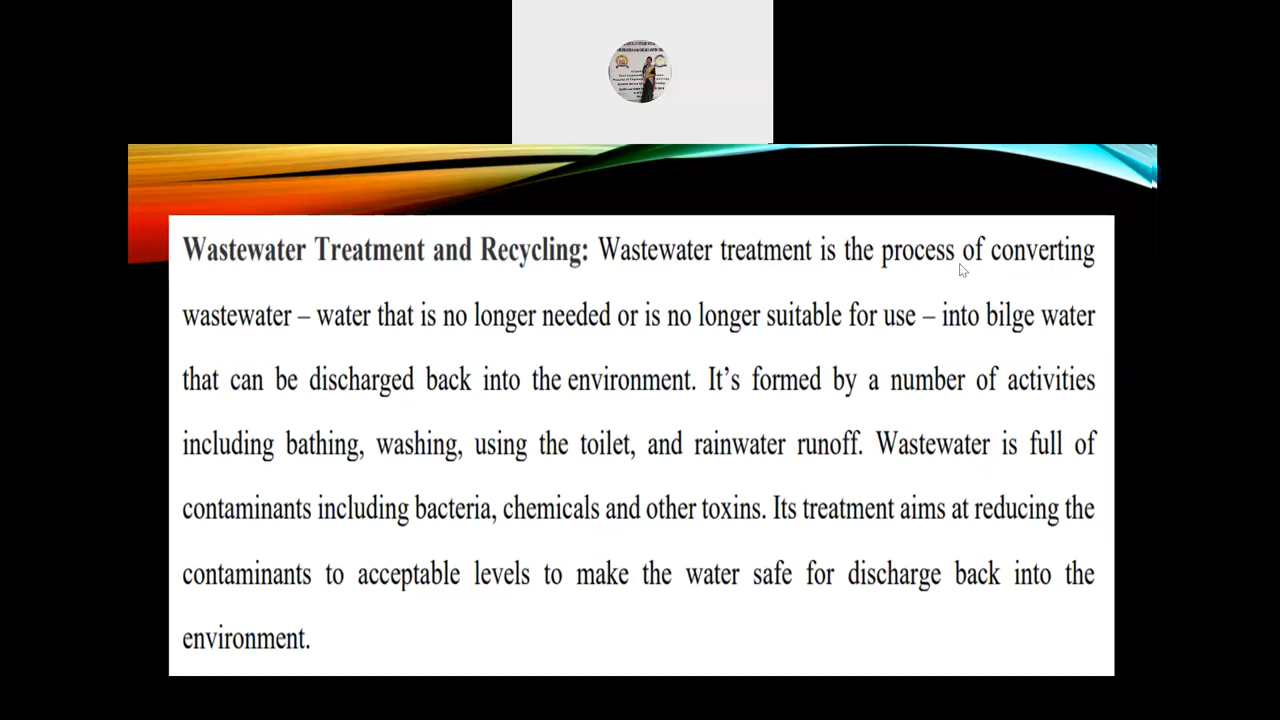 Wastewater Treatment and Recycling: Wastewater treatment is the process of converting
wastewater – water that is no longer needed or is no longer suitable for use – into bilge water
that can be discharged back into the environment. It’s formed by a number of activities
including bathing, washing, using the toilet, and rainwater runoff. Wastewater is full of
contaminants including bacteria, chemicals and other toxins. Its treatment aims at reducing the
contaminants to acceptable levels to make the water safe for discharge back into the
environment.